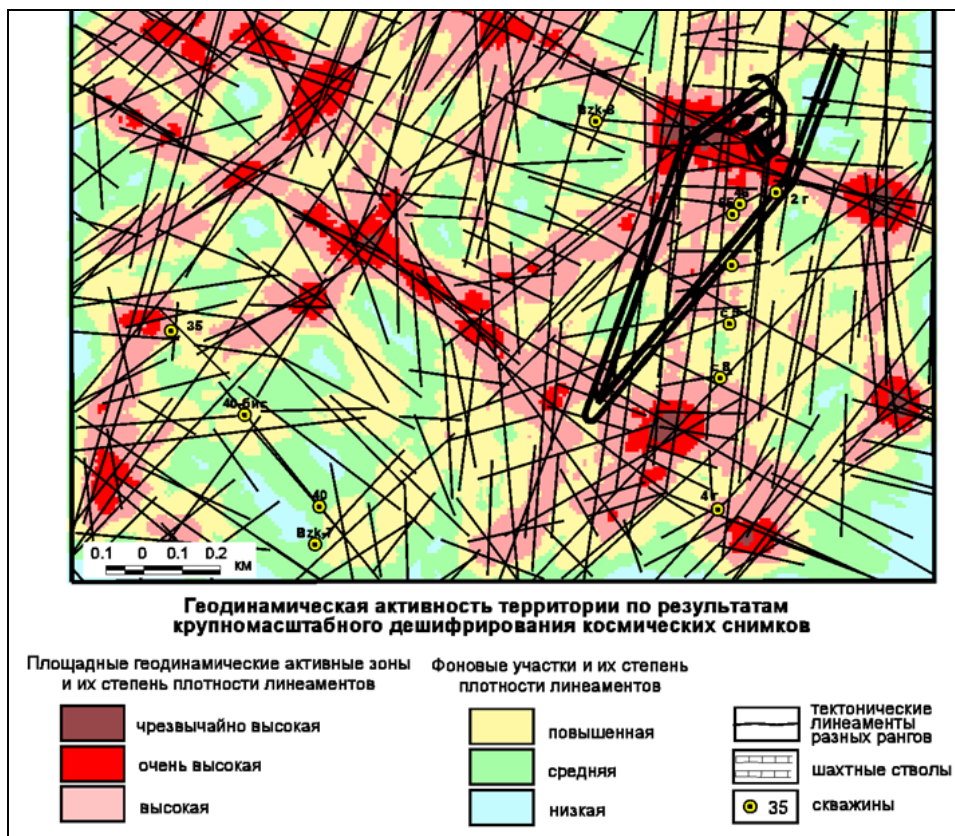 Bzk-8
2 г
35
40-бис
40
Bzk-7
4 г
0.1 0 0.1 0.2
км
Геодинамическая активность территории по результатам
крупномасштабного дешифрирования космических снимков
Площадные геодинамические активные зоны
и их степень плотности линеаментов
чрезвычайно высокая
очень высокая
высокая
Фоновые участки и их степень
плотности линеаментов
повышенная
средняя
низкая
тектонические
линеаменты
разных рангов
шахтные стволы
35 скважины